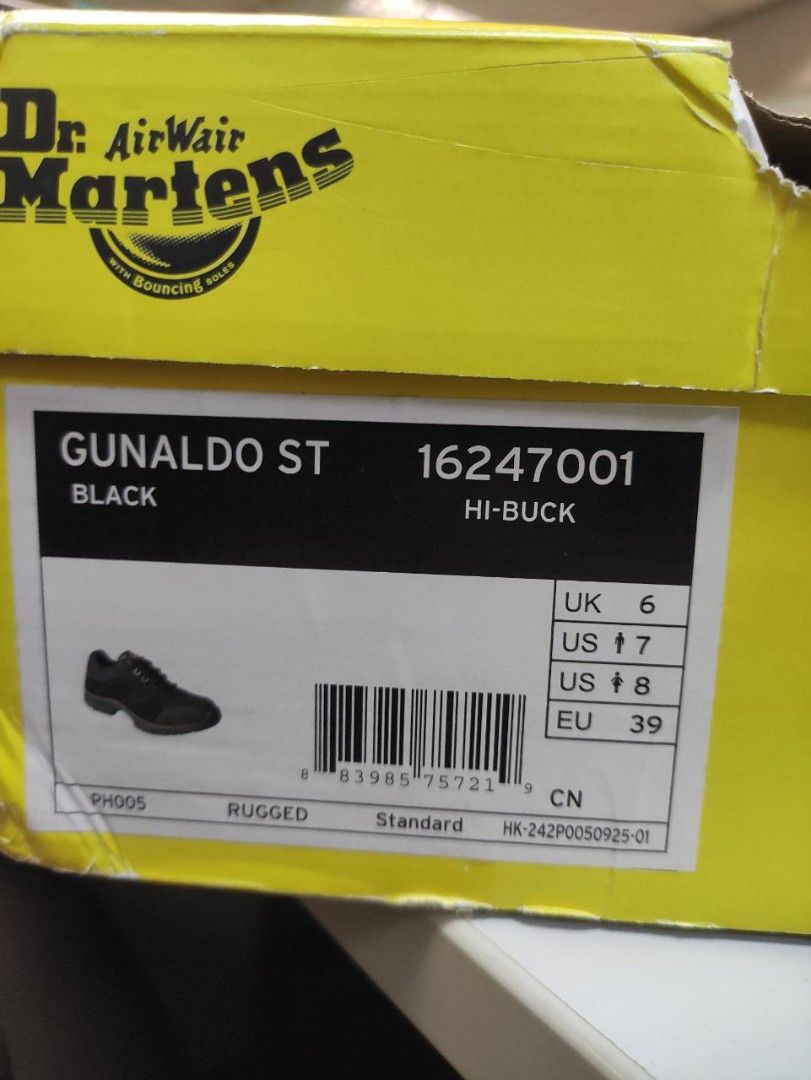 Dr. AirWair
Martens
WITH Bouncing SOLES
GUNALDO ST 16247001
BLACK HI-BUCK
UK 6
US 7
US 8
EU 39
8 83985 75721 9
CN
PH005 RUGGED Standard HK-242P0050925-01